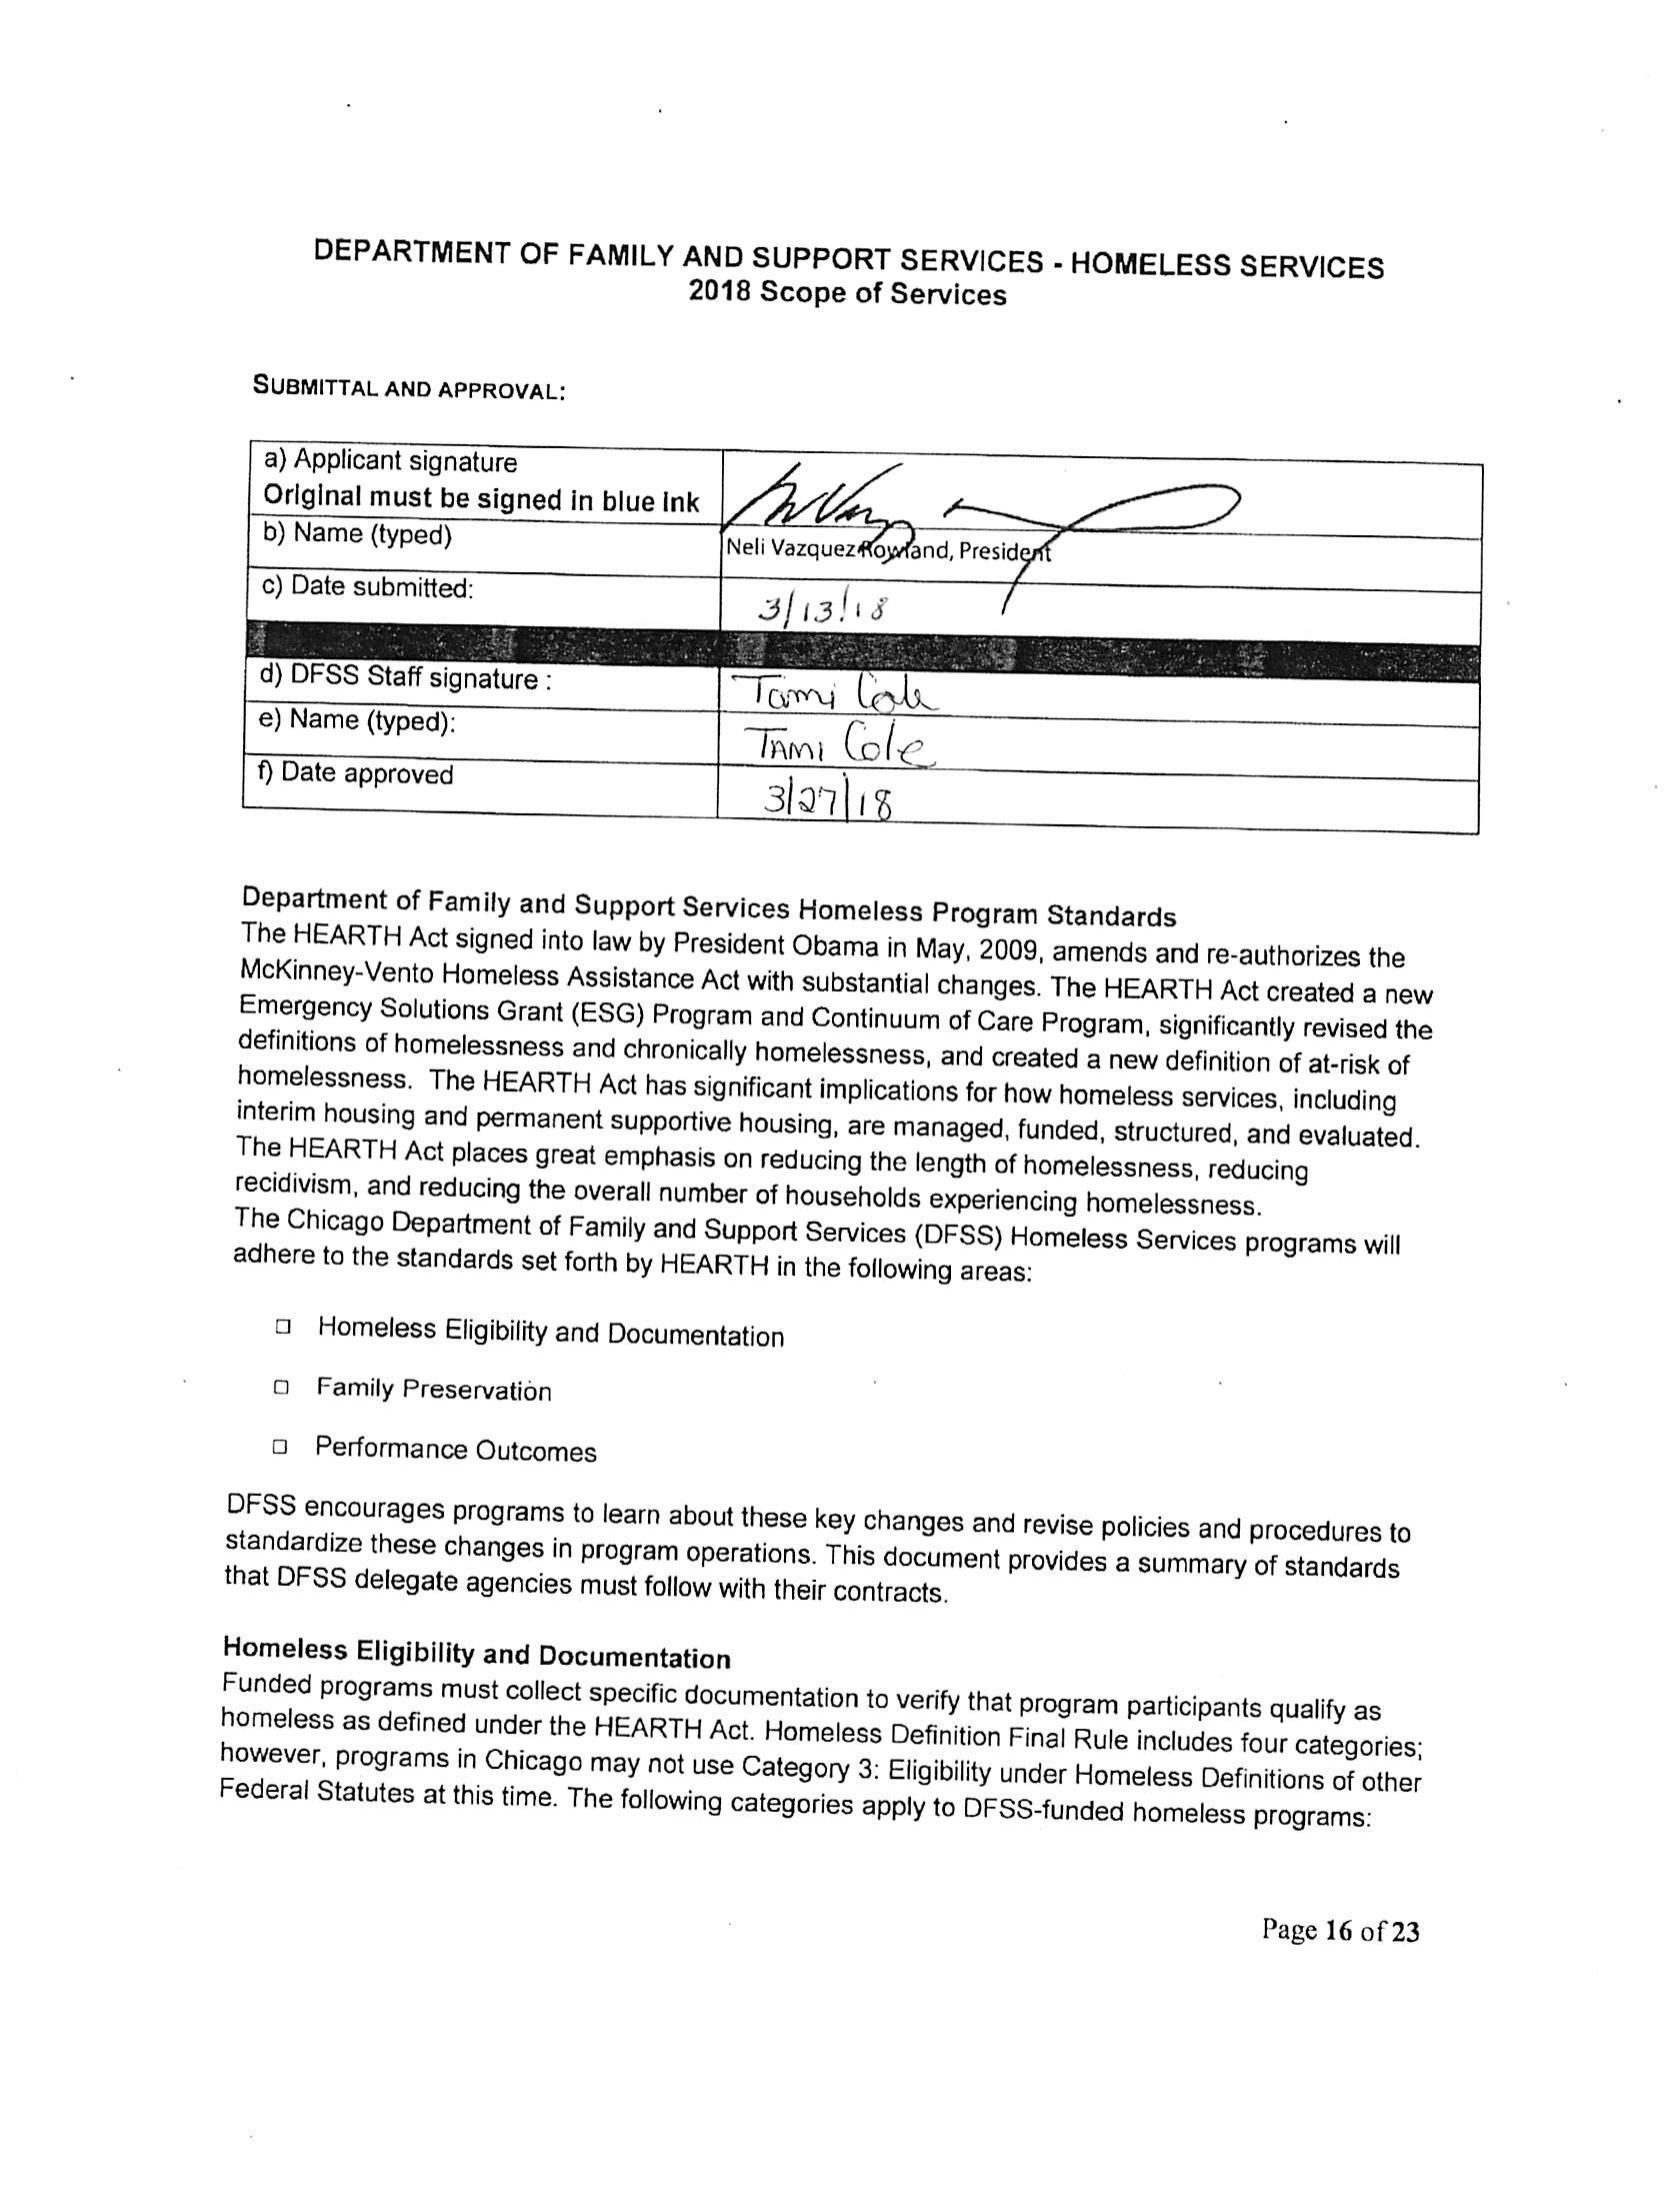 DEPARTMENT OF FAMILY AND SUPPORT SERVICES - HOMELESS SERVICES
2018 Scope of Services
SUBMITTAL AND APPROVAL:
a) Applicant signature
Original must be signed in blue ink
b) Name (typed)
Neli Vazquez Rowland, President
c) Date submitted:
3/13/18
d) DFSS Staff signature :
Tami Cole
e) Name (typed):
TAMI Cole
f) Date approved
3/27/18
Department of Family and Support Services Homeless Program Standards
The HEARTH Act signed into law by President Obama in May, 2009, amends and re-authorizes the
McKinney-Vento Homeless Assistance Act with substantial changes. The HEARTH Act created a new
Emergency Solutions Grant (ESG) Program and Continuum of Care Program, significantly revised the
definitions of homelessness and chronically homelessness, and created a new definition of at-risk of
homelessness. The HEARTH Act has significant implications for how homeless services, including
interim housing and permanent supportive housing, are managed, funded, structured, and evaluated.
The HEARTH Act places great emphasis on reducing the length of homelessness, reducing
recidivism, and reducing the overall number of households experiencing homelessness.
The Chicago Department of Family and Support Services (DFSS) Homeless Services programs will
adhere to the standards set forth by HEARTH in the following areas:
□ Homeless Eligibility and Documentation
□ Family Preservation
□ Performance Outcomes
DFSS encourages programs to learn about these key changes and revise policies and procedures to
standardize these changes in program operations. This document provides a summary of standards
that DFSS delegate agencies must follow with their contracts.
Homeless Eligibility and Documentation
Funded programs must collect specific documentation to verify that program participants qualify as
homeless as defined under the HEARTH Act. Homeless Definition Final Rule includes four categories;
however, programs in Chicago may not use Category 3: Eligibility under Homeless Definitions of other
Federal Statutes at this time. The following categories apply to DFSS-funded homeless programs:
Page 16 of 23